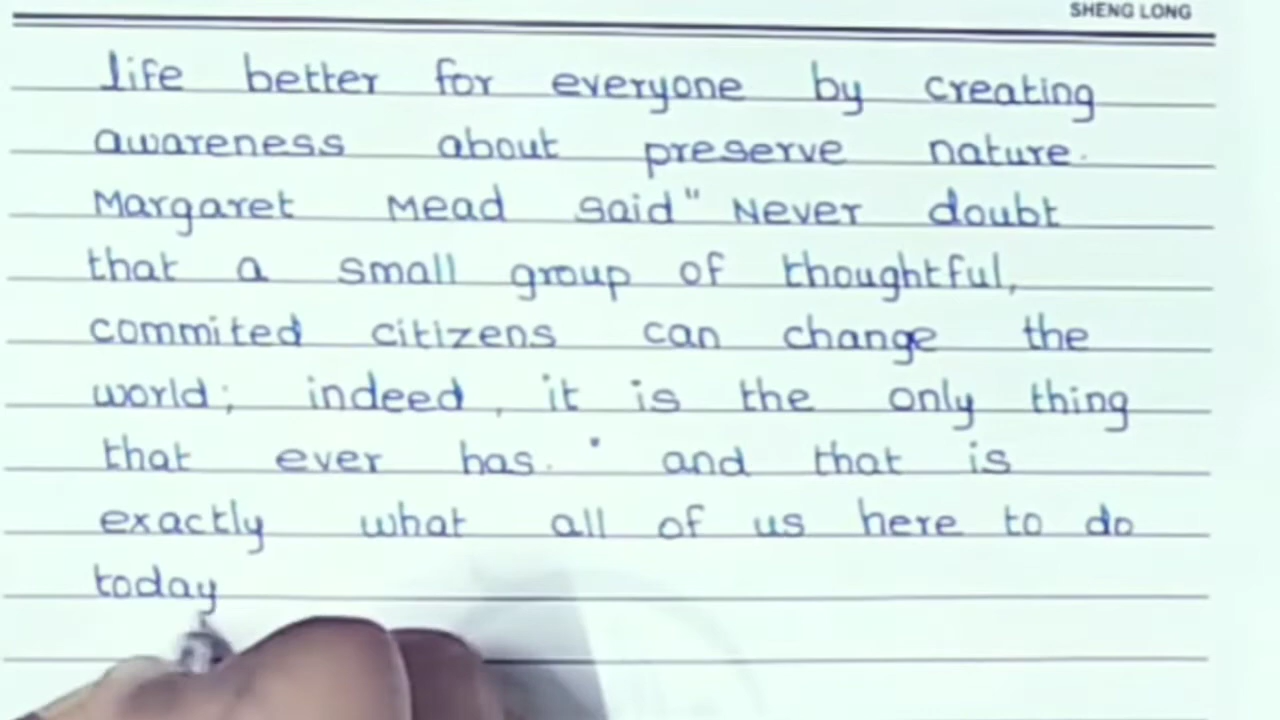 SHENG LONG
life better for everyone by creating
awareness about preserve nature.
Margaret Mead said " Never doubt
that a small group of thoughtful,
commited citizens can change the
world; indeed, it is the only thing
that ever has. " and that is
exactly what all of us here to do
today